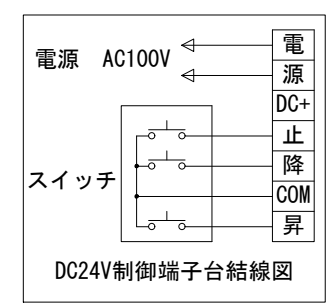 電源 AC100V
電
源
DC+
止
降
COM
昇
スイッチ
DC24V制御端子台結線図